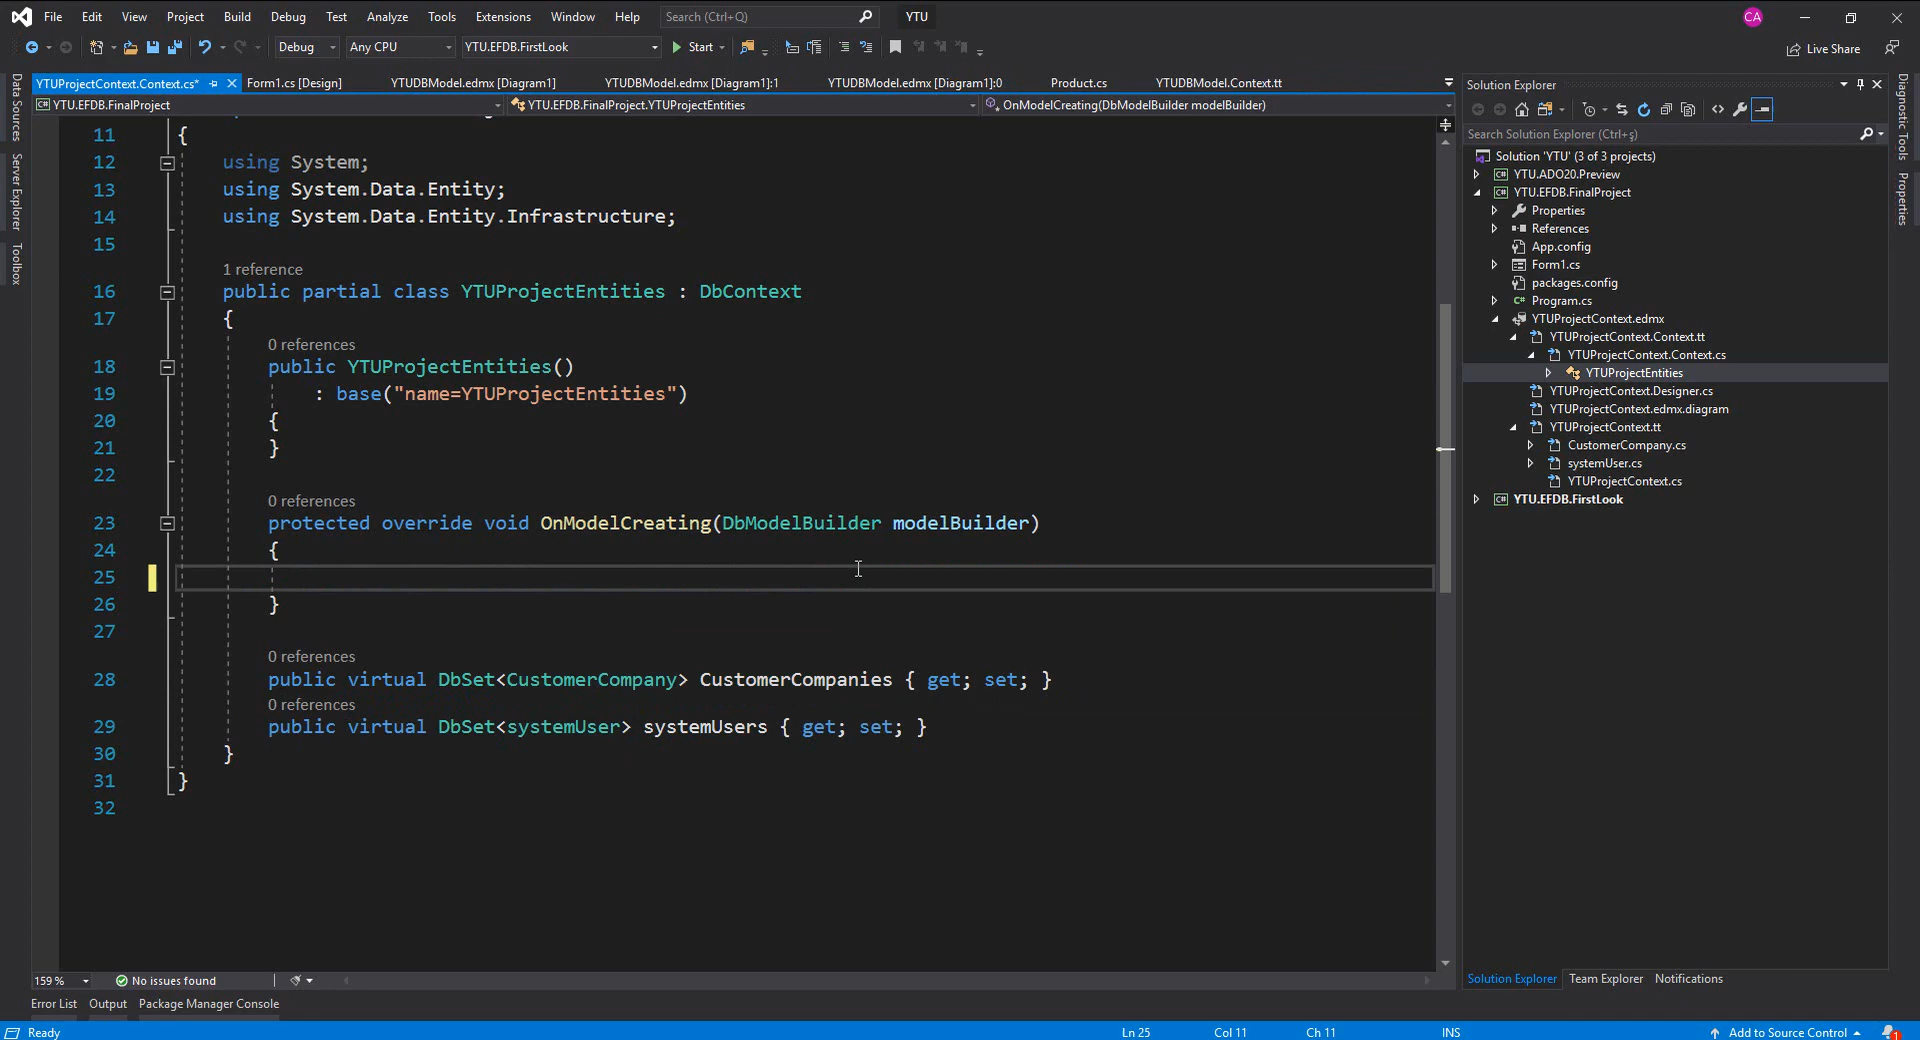 File Edit View Project Build Debug Test Analyze Tools Extensions Window Help Search (Ctrl+Q) YTU CA
Debug Any CPU YTU.EFDB.FirstLook Start Live Share
YTUProjectContext.Context.cs* Form1.cs [Design] YTUDBModel.edmx [Diagram1] YTUDBModel.edmx [Diagram1]:1 YTUDBModel.edmx [Diagram1]:0 Product.cs YTUDBModel.Context.tt
YTU.EFDB.FinalProject YTU.EFDB.FinalProject.YTUProjectEntities OnModelCreating(DbModelBuilder modelBuilder)
Data Sources
Server Explorer
Toolbox
11 {
12 using System;
13 using System.Data.Entity;
14 using System.Data.Entity.Infrastructure;
15
1 reference
16 public partial class YTUProjectEntities : DbContext
17 {
0 references
18 public YTUProjectEntities()
19 : base("name=YTUProjectEntities")
20 {
21 }
22
0 references
23 protected override void OnModelCreating(DbModelBuilder modelBuilder)
24 {
25
26 }
27
0 references
28 public virtual DbSet<CustomerCompany> CustomerCompanies { get; set; }
0 references
29 public virtual DbSet<systemUser> systemUsers { get; set; }
30 }
31 }
32
159 % No issues found
Error List Output Package Manager Console
Solution Explorer
Search Solution Explorer (Ctrl+ş)
Solution 'YTU' (3 of 3 projects)
YTU.ADO20.Preview
YTU.EFDB.FinalProject
Properties
References
App.config
Form1.cs
packages.config
Program.cs
YTUProjectContext.edmx
YTUProjectContext.Context.tt
YTUProjectContext.Context.cs
YTUProjectEntities
YTUProjectContext.Designer.cs
YTUProjectContext.edmx.diagram
YTUProjectContext.tt
CustomerCompany.cs
systemUser.cs
YTUProjectContext.cs
YTU.EFDB.FirstLook
Solution Explorer Team Explorer Notifications
Diagnostic Tools
Properties
Ready Ln 25 Col 11 Ch 11 INS Add to Source Control 1